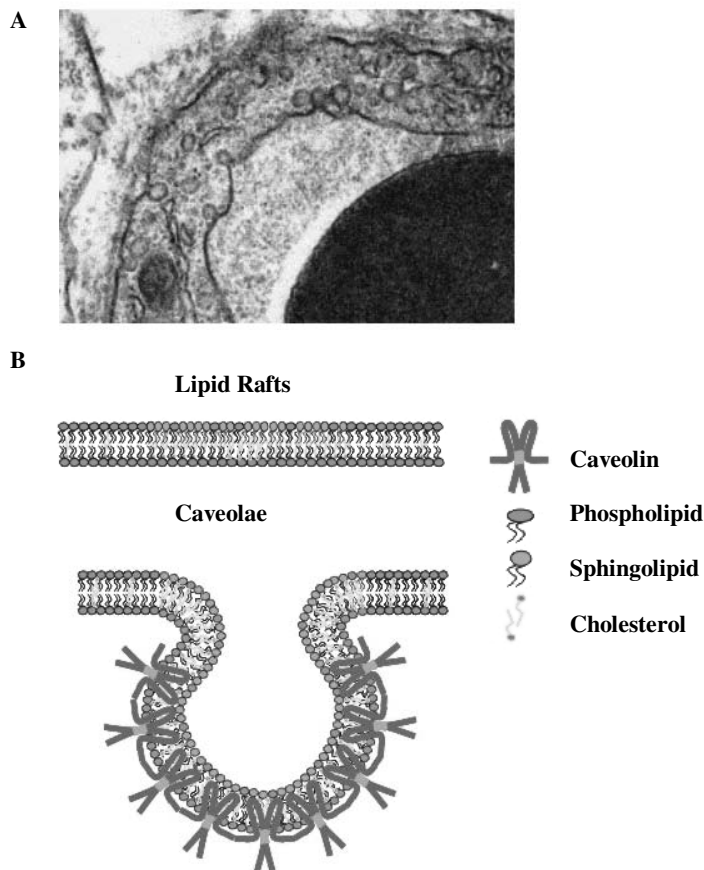 A
B
Lipid Rafts
Caveolae
Caveolin
Phospholipid
Sphingolipid
Cholesterol